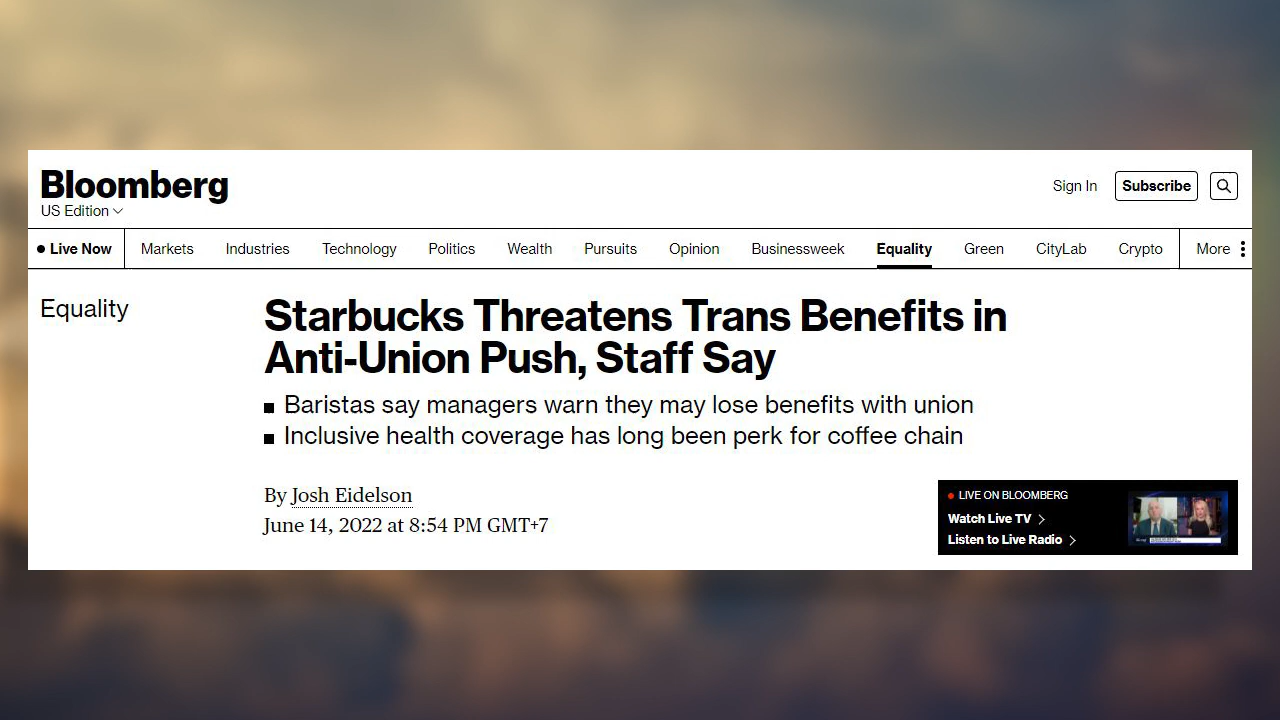 Bloomberg
US Edition
Sign In
Subscribe
Live Now
Markets
Industries
Technology
Politics
Wealth
Pursuits
Opinion
Businessweek
Equality
Green
CityLab
Crypto
More
Equality
Starbucks Threatens Trans Benefits in
Anti-Union Push, Staff Say
Baristas say managers warn they may lose benefits with union
Inclusive health coverage has long been perk for coffee chain
By Josh Eidelson
June 14, 2022 at 8:54 PM GMT+7
LIVE ON BLOOMBERG
Watch Live TV
Listen to Live Radio